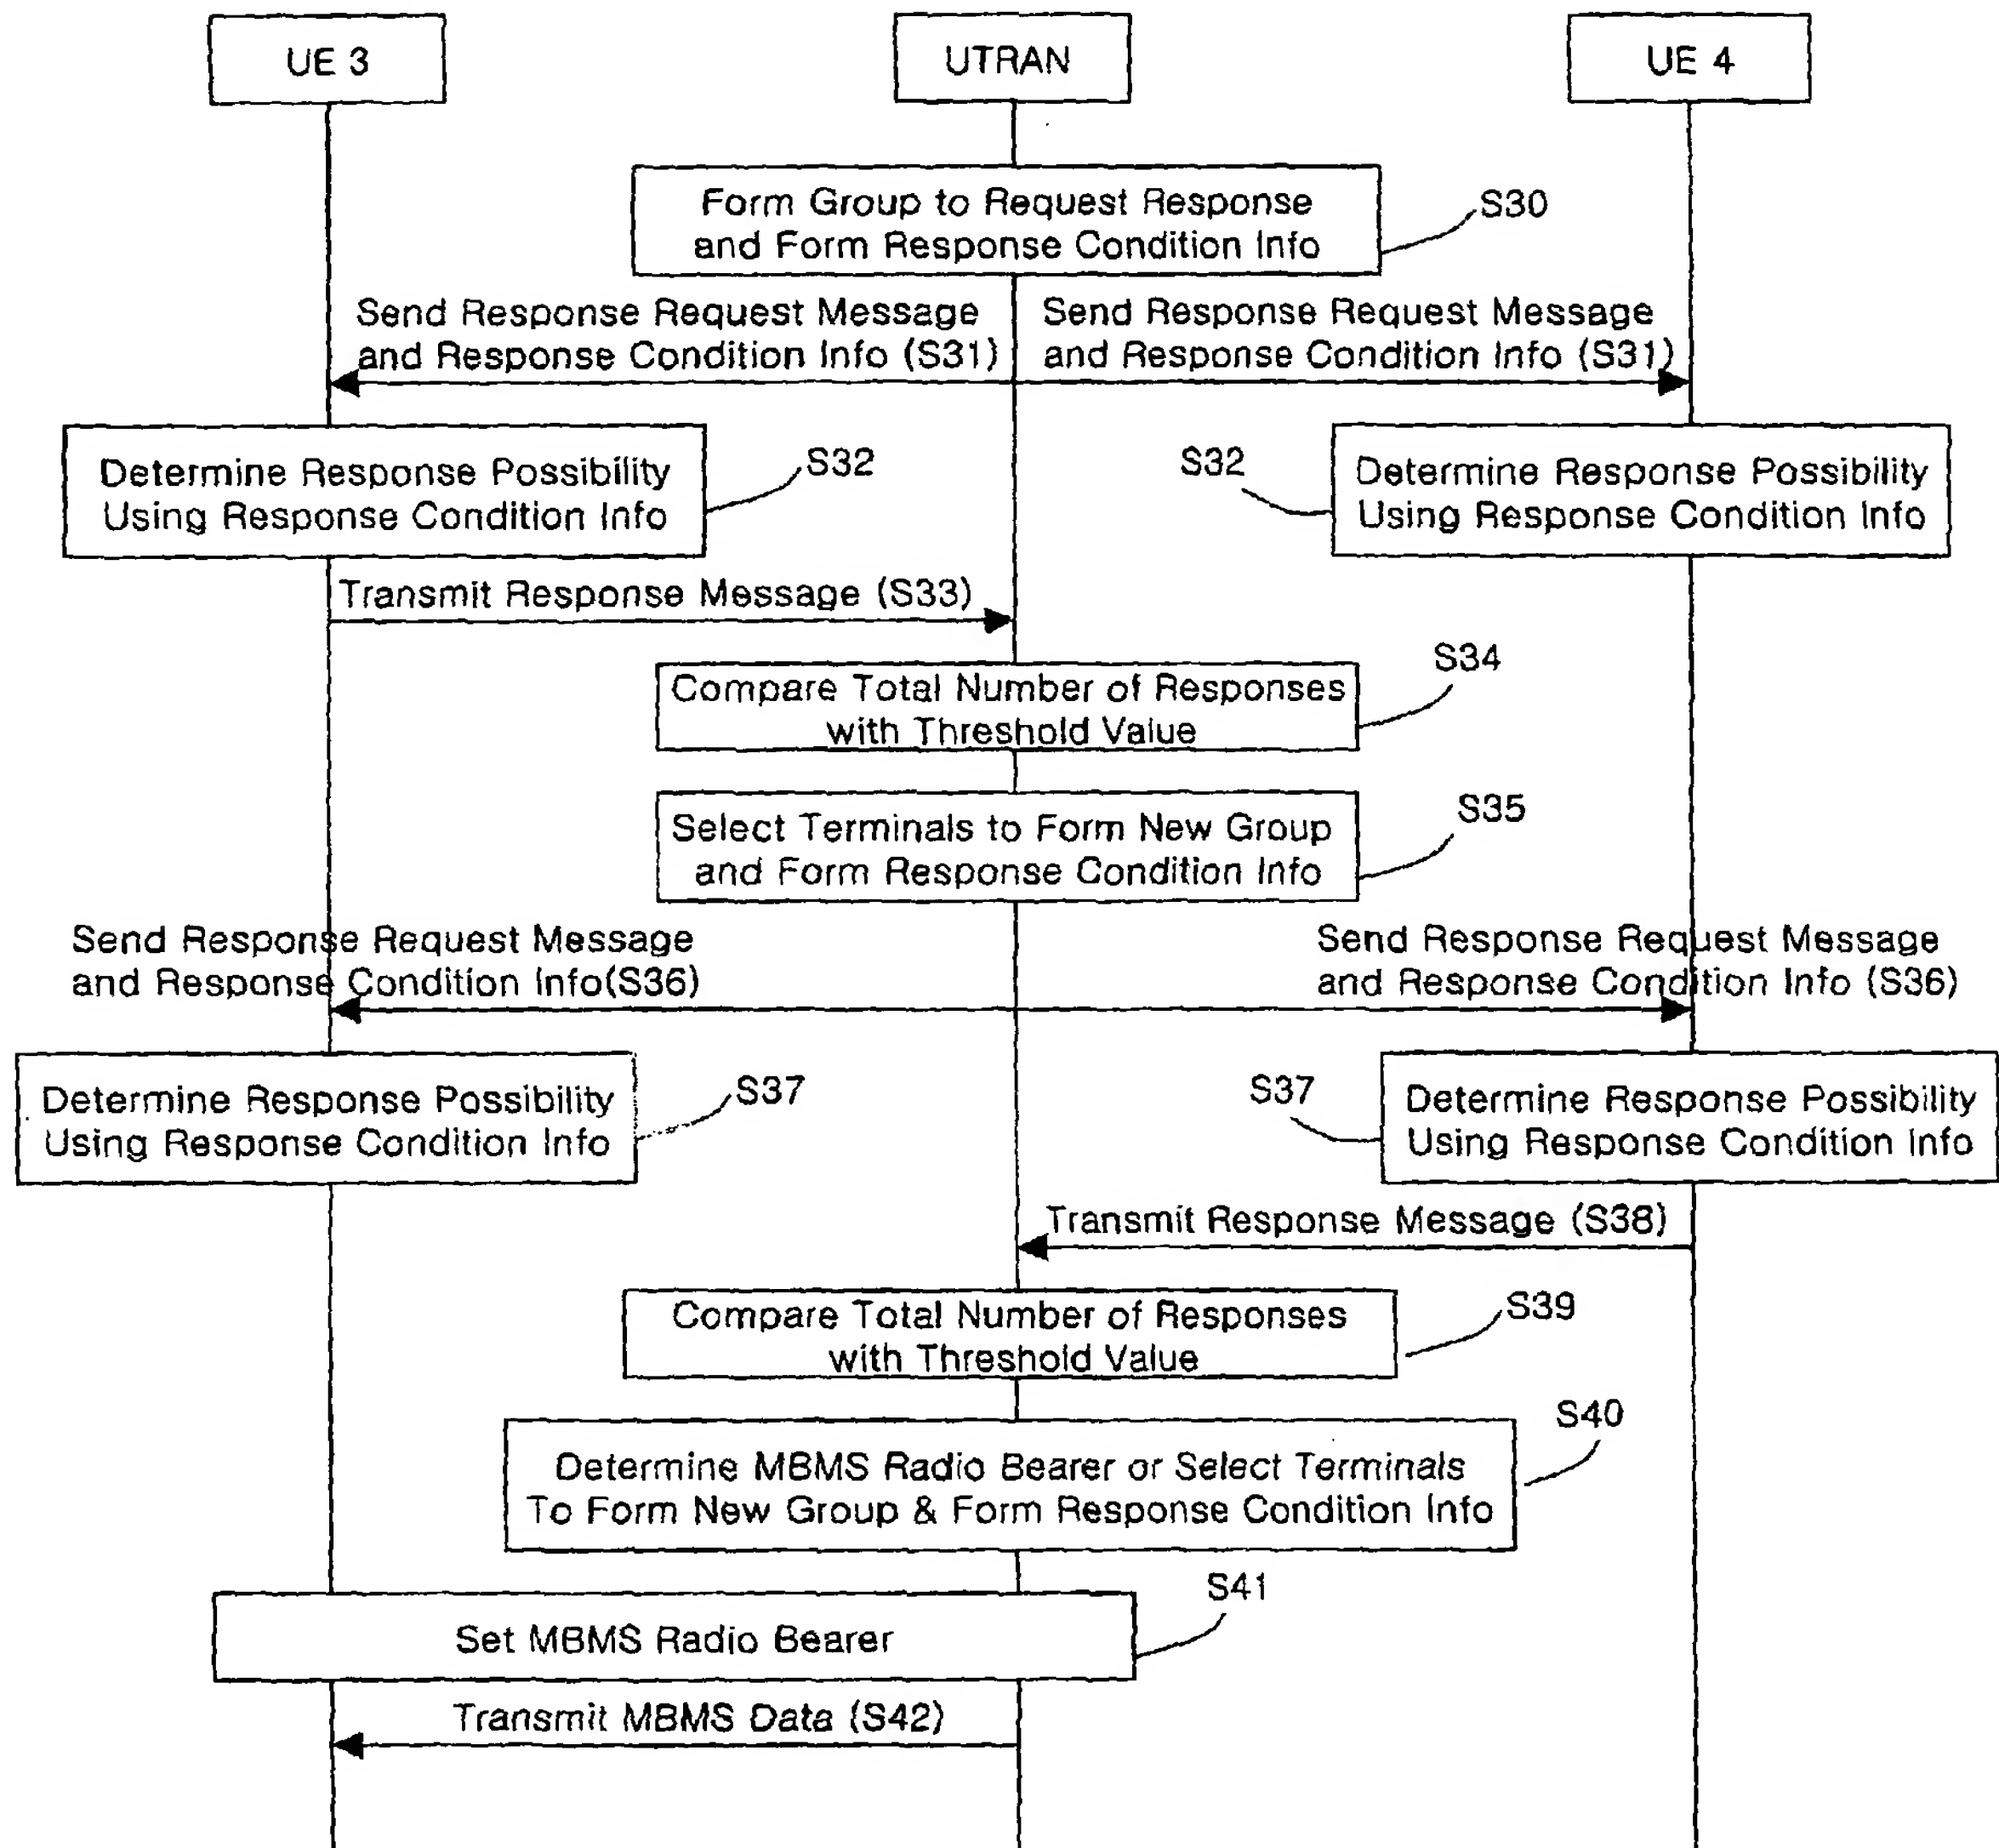 UE 3
UTRAN
UE 4
Form Group to Request Response
and Form Response Condition Info
S30
Send Response Request Message
and Response Condition Info (S31)
Send Response Request Message
and Response Condition Info (S31)
Determine Response Possibility
Using Response Condition Info
S32
S32
Determine Response Possibility
Using Response Condition Info
Transmit Response Message (S33)
Compare Total Number of Responses
with Threshold Value
S34
Select Terminals to Form New Group
and Form Response Condition Info
S35
Send Response Request Message
and Response Condition Info(S36)
Send Response Request Message
and Response Condition Info (S36)
Determine Response Possibility
Using Response Condition Info
S37
S37
Determine Response Possibility
Using Response Condition Info
Transmit Response Message (S38)
Compare Total Number of Responses
with Threshold Value
S39
Determine MBMS Radio Bearer or Select Terminals
To Form New Group & Form Response Condition Info
S40
Set MBMS Radio Bearer
S41
Transmit MBMS Data (S42)